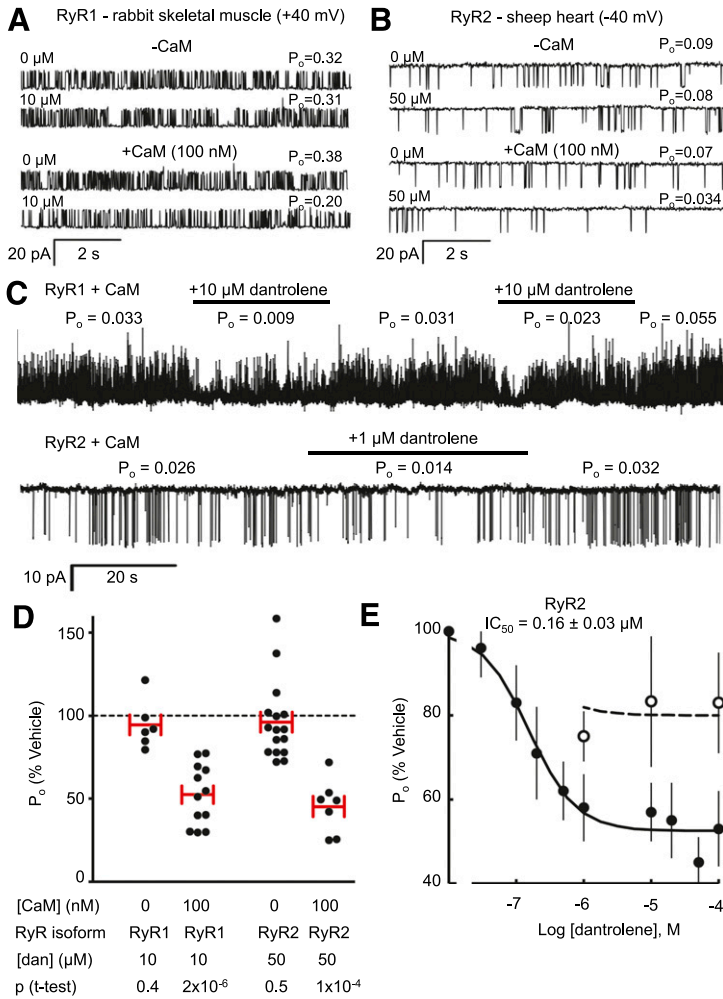 A
RyR1 - rabbit skeletal muscle (+40 mV)
-CaM
0 µM
Po=0.32
10 µM
Po=0.31
+CaM (100 nM)
0 µM
Po=0.38
10 µM
Po=0.20
20 pA
2 s
B
RyR2 - sheep heart (-40 mV)
-CaM
0 µM
Po=0.09
50 µM
Po=0.08
+CaM (100 nM)
0 µM
Po=0.07
50 µM
Po=0.034
20 pA
2 s
C
RyR1 + CaM
+10 µM dantrolene
+10 µM dantrolene
Po = 0.033
Po = 0.009
Po = 0.031
Po = 0.023
Po = 0.055
RyR2 + CaM
+1 µM dantrolene
Po = 0.026
Po = 0.014
Po = 0.032
10 pA
20 s
D
Po (% Vehicle)
150
100
50
0
[CaM] (nM) 0 100 0 100
RyR isoform RyR1 RyR1 RyR2 RyR2
[dan] (µM) 10 10 50 50
p (t-test) 0.4 2x10-6 0.5 1x10-4
E
RyR2
IC50 = 0.16 ± 0.03 µM
Po (% Vehicle)
100
80
60
40
-7 -6 -5 -4
Log [dantrolene], M